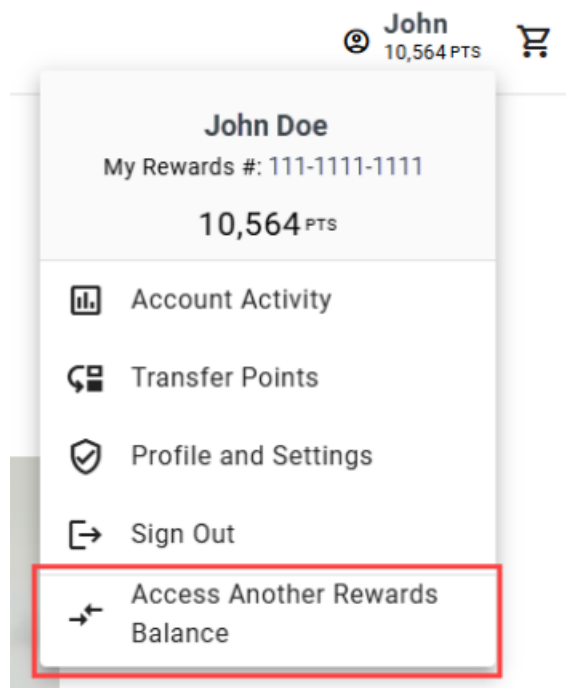 John
10,564 PTS
John Doe
My Rewards #: 111-1111-1111
10,564 PTS
Account Activity
Transfer Points
Profile and Settings
Sign Out
Access Another Rewards
Balance